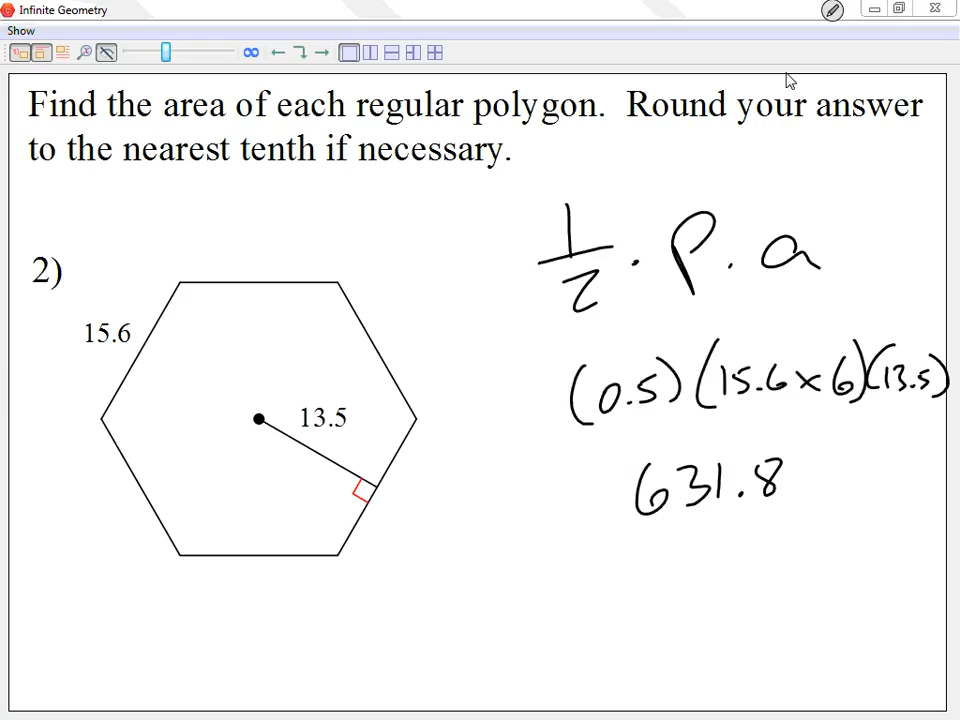 Infinite Geometry
Show
Find the area of each regular polygon. Round your answer
to the nearest tenth if necessary.
2)
15.6
13.5
1/2 · p · a
(0.5)(15.6 × 6)(13.5)
631.8